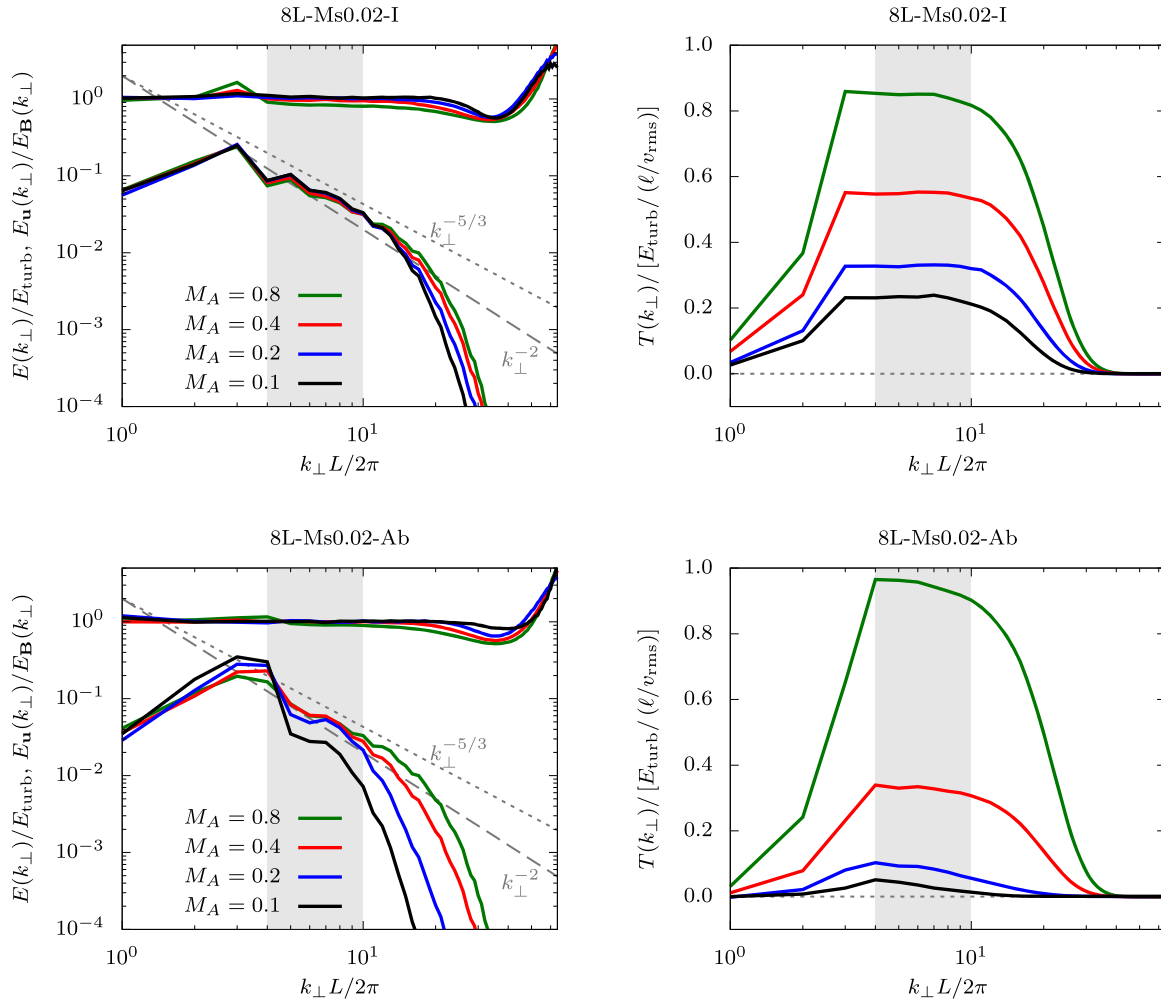 8L-Ms0.02-I
E(k⊥)/E_turb, E_u(k⊥)/E_B(k⊥)
10^0
10^-1
10^-2
10^-3
10^-4
k⊥^-5/3
k⊥^-2
M_A = 0.8
M_A = 0.4
M_A = 0.2
M_A = 0.1
10^0
10^1
k⊥L/2π
8L-Ms0.02-I
T(k⊥)/ [E_turb/ (ℓ/v_rms)]
1.0
0.8
0.6
0.4
0.2
0.0
10^0
10^1
k⊥L/2π
8L-Ms0.02-Ab
E(k⊥)/E_turb, E_u(k⊥)/E_B(k⊥)
10^0
10^-1
10^-2
10^-3
10^-4
k⊥^-5/3
k⊥^-2
M_A = 0.8
M_A = 0.4
M_A = 0.2
M_A = 0.1
10^0
10^1
k⊥L/2π
8L-Ms0.02-Ab
T(k⊥)/ [E_turb/ (ℓ/v_rms)]
1.0
0.8
0.6
0.4
0.2
0.0
10^0
10^1
k⊥L/2π